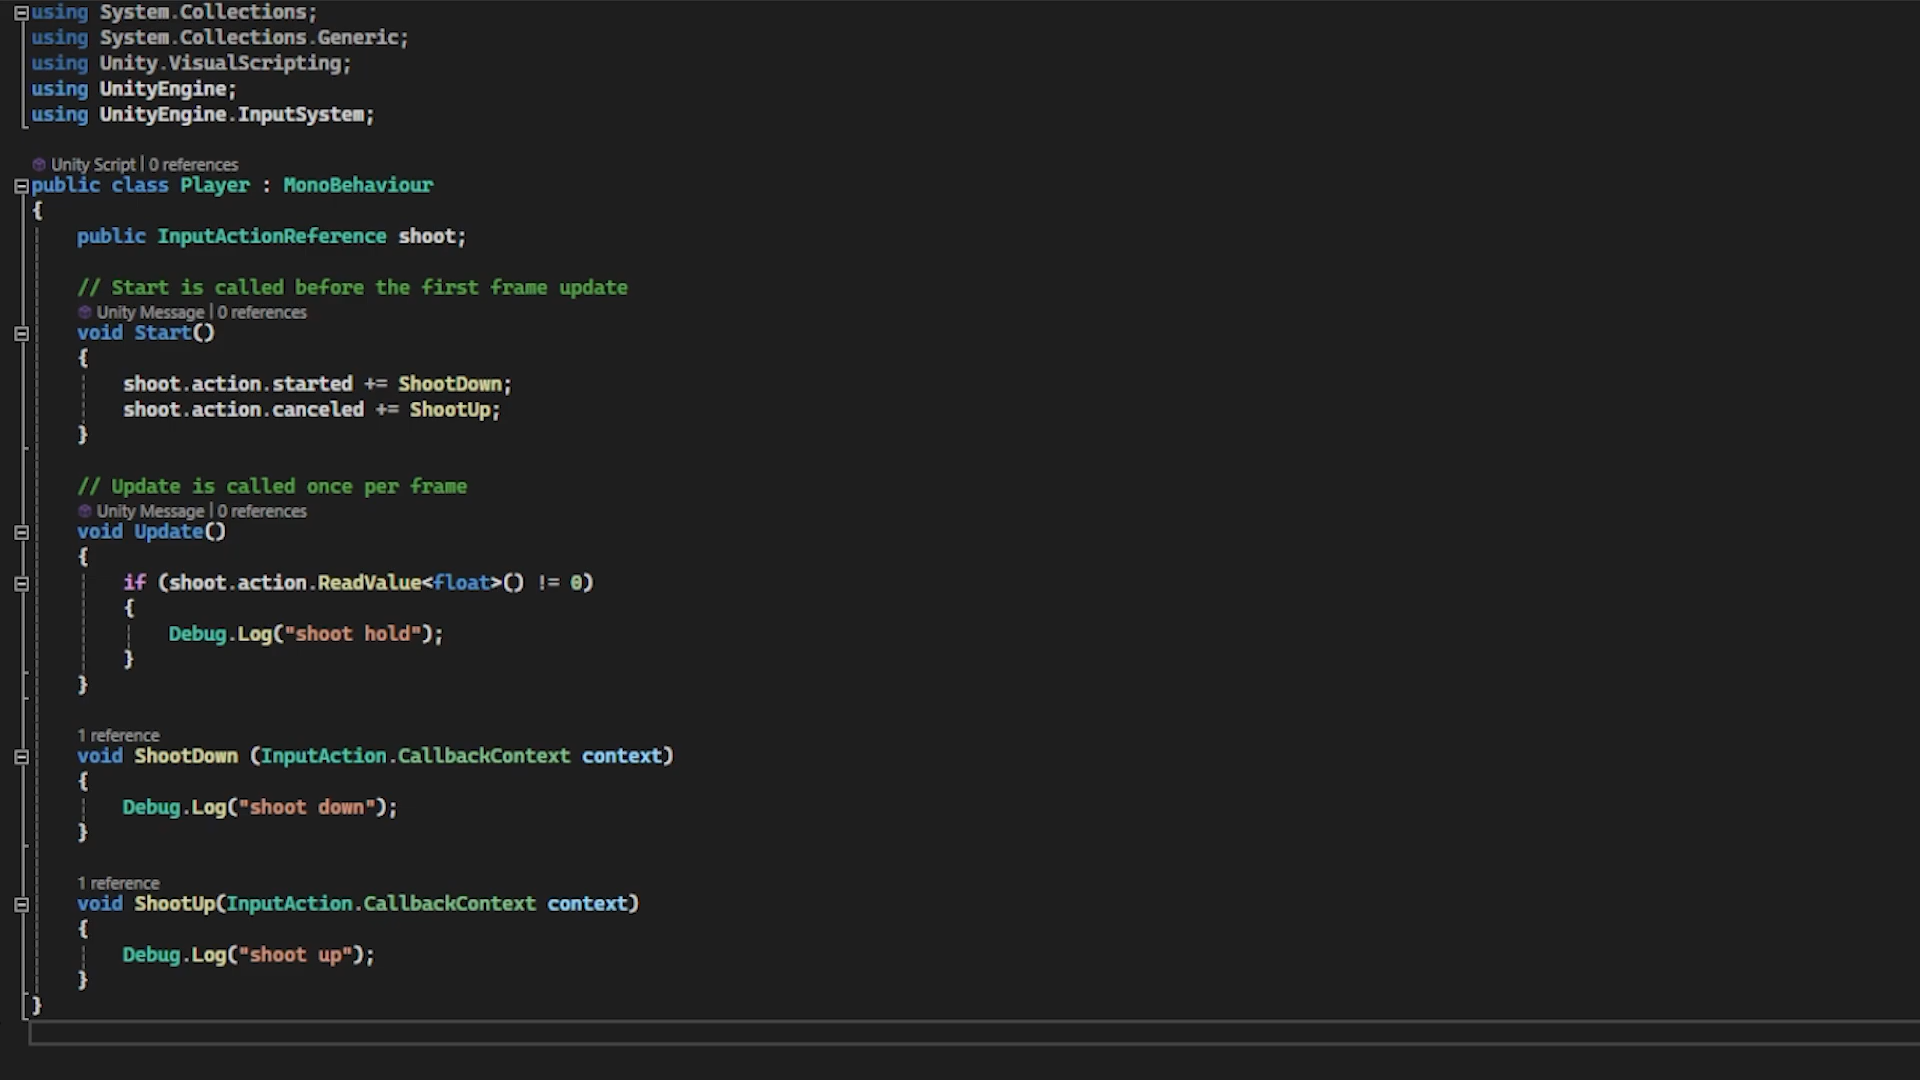 using System.Collections;
using System.Collections.Generic;
using Unity.VisualScripting;
using UnityEngine;
using UnityEngine.InputSystem;
Unity Script | 0 references
public class Player : MonoBehaviour
{
public InputActionReference shoot;
// Start is called before the first frame update
Unity Message | 0 references
void Start()
{
shoot.action.started += ShootDown;
shoot.action.canceled += ShootUp;
}
// Update is called once per frame
Unity Message | 0 references
void Update()
{
if (shoot.action.ReadValue<float>() != 0)
{
Debug.Log("shoot hold");
}
}
1 reference
void ShootDown (InputAction.CallbackContext context)
{
Debug.Log("shoot down");
}
1 reference
void ShootUp(InputAction.CallbackContext context)
{
Debug.Log("shoot up");
}
}